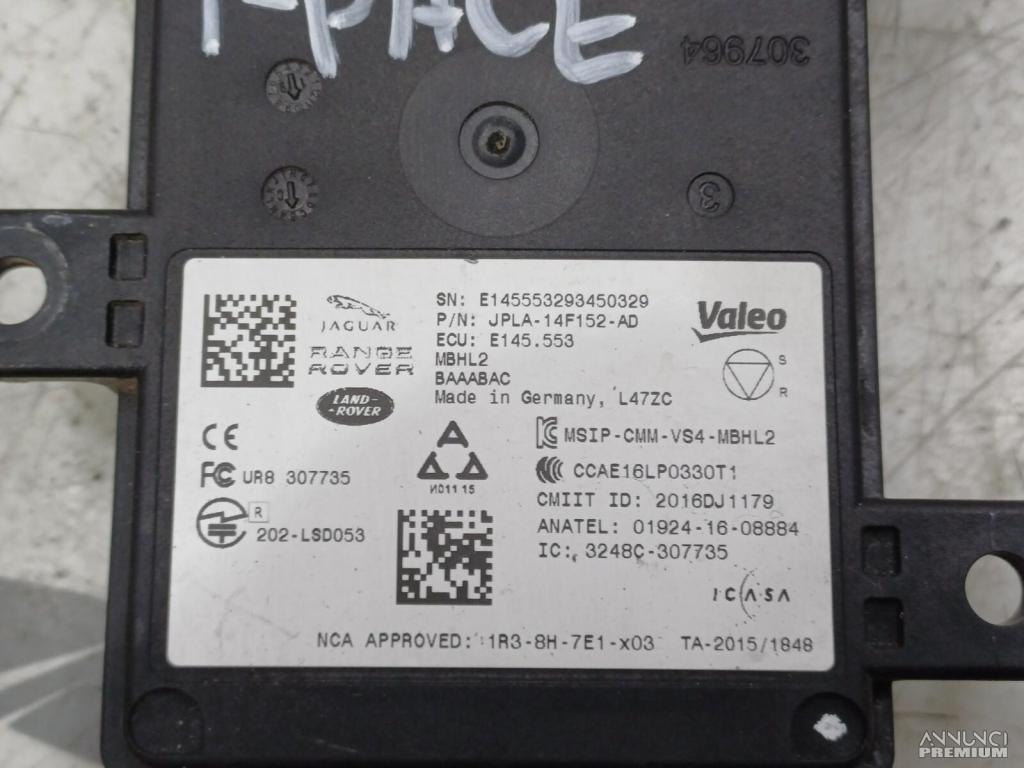 PACE
307964
3
JAGUAR
RANGE
ROVER
LAND-
-ROVER
SN: E145553293450329
P/N: JPLA-14F152-AD
ECU: E145.553
MBHL2
BAAABAC
Made in Germany, L47ZC
Valeo
S
R
CE
FC UR8 307735
R
202-LSD053
И011 15
MSIP-CMM-VS4-MBHL2
CCAE16LP0330T1
CMIIT ID: 2016DJ1179
ANATEL: 01924-16-08884
IC: 3248C-307735
ICASA
NCA APPROVED: 1R3-8H-7E1-x03 TA-2015/1848
ANNUNCI
PREMIUM